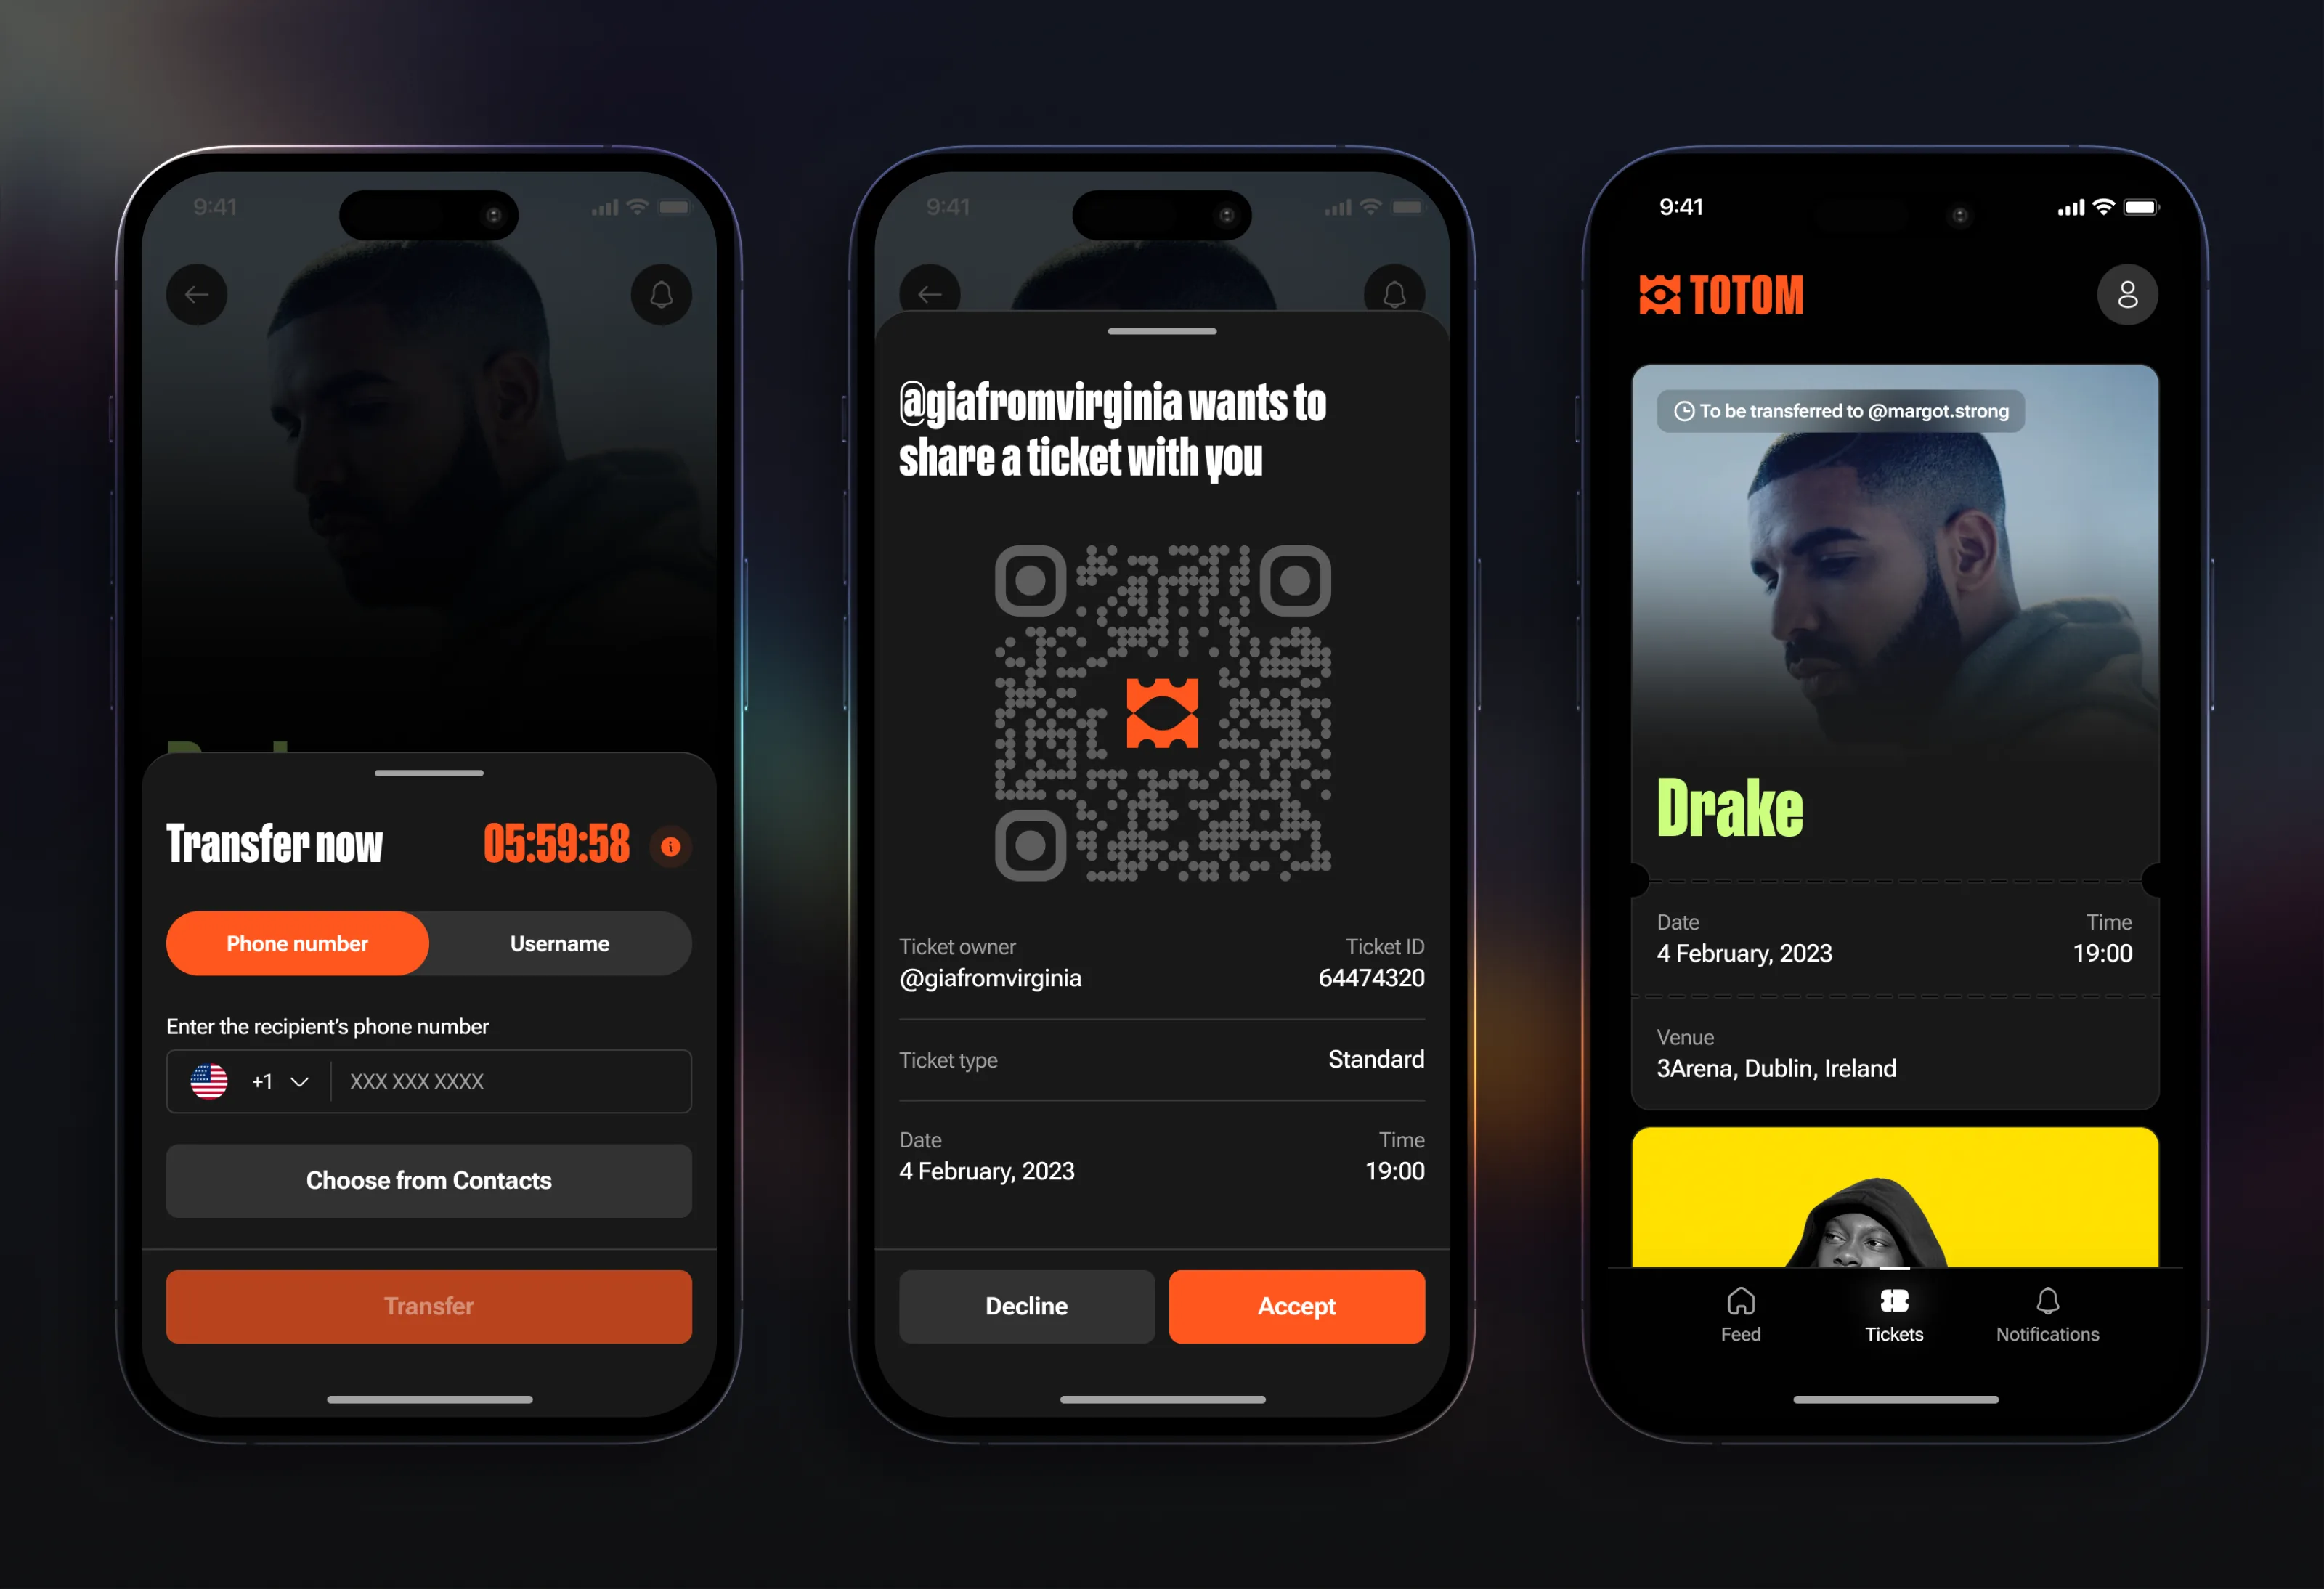 9:41
Transfer now
05:59:58
Phone number
Username
Enter the recipient's phone number
+1
XXX XXX XXXX
Choose from Contacts
Transfer
9:41
@giafromvirginia wants to
share a ticket with you
Ticket owner
Ticket ID
@giafromvirginia
64474320
Ticket type
Standard
Date
Time
4 February, 2023
19:00
Decline
Accept
9:41
TOTOM
To be transferred to @margot.strong
Drake
Date
Time
4 February, 2023
19:00
Venue
3Arena, Dublin, Ireland
Feed
Tickets
Notifications